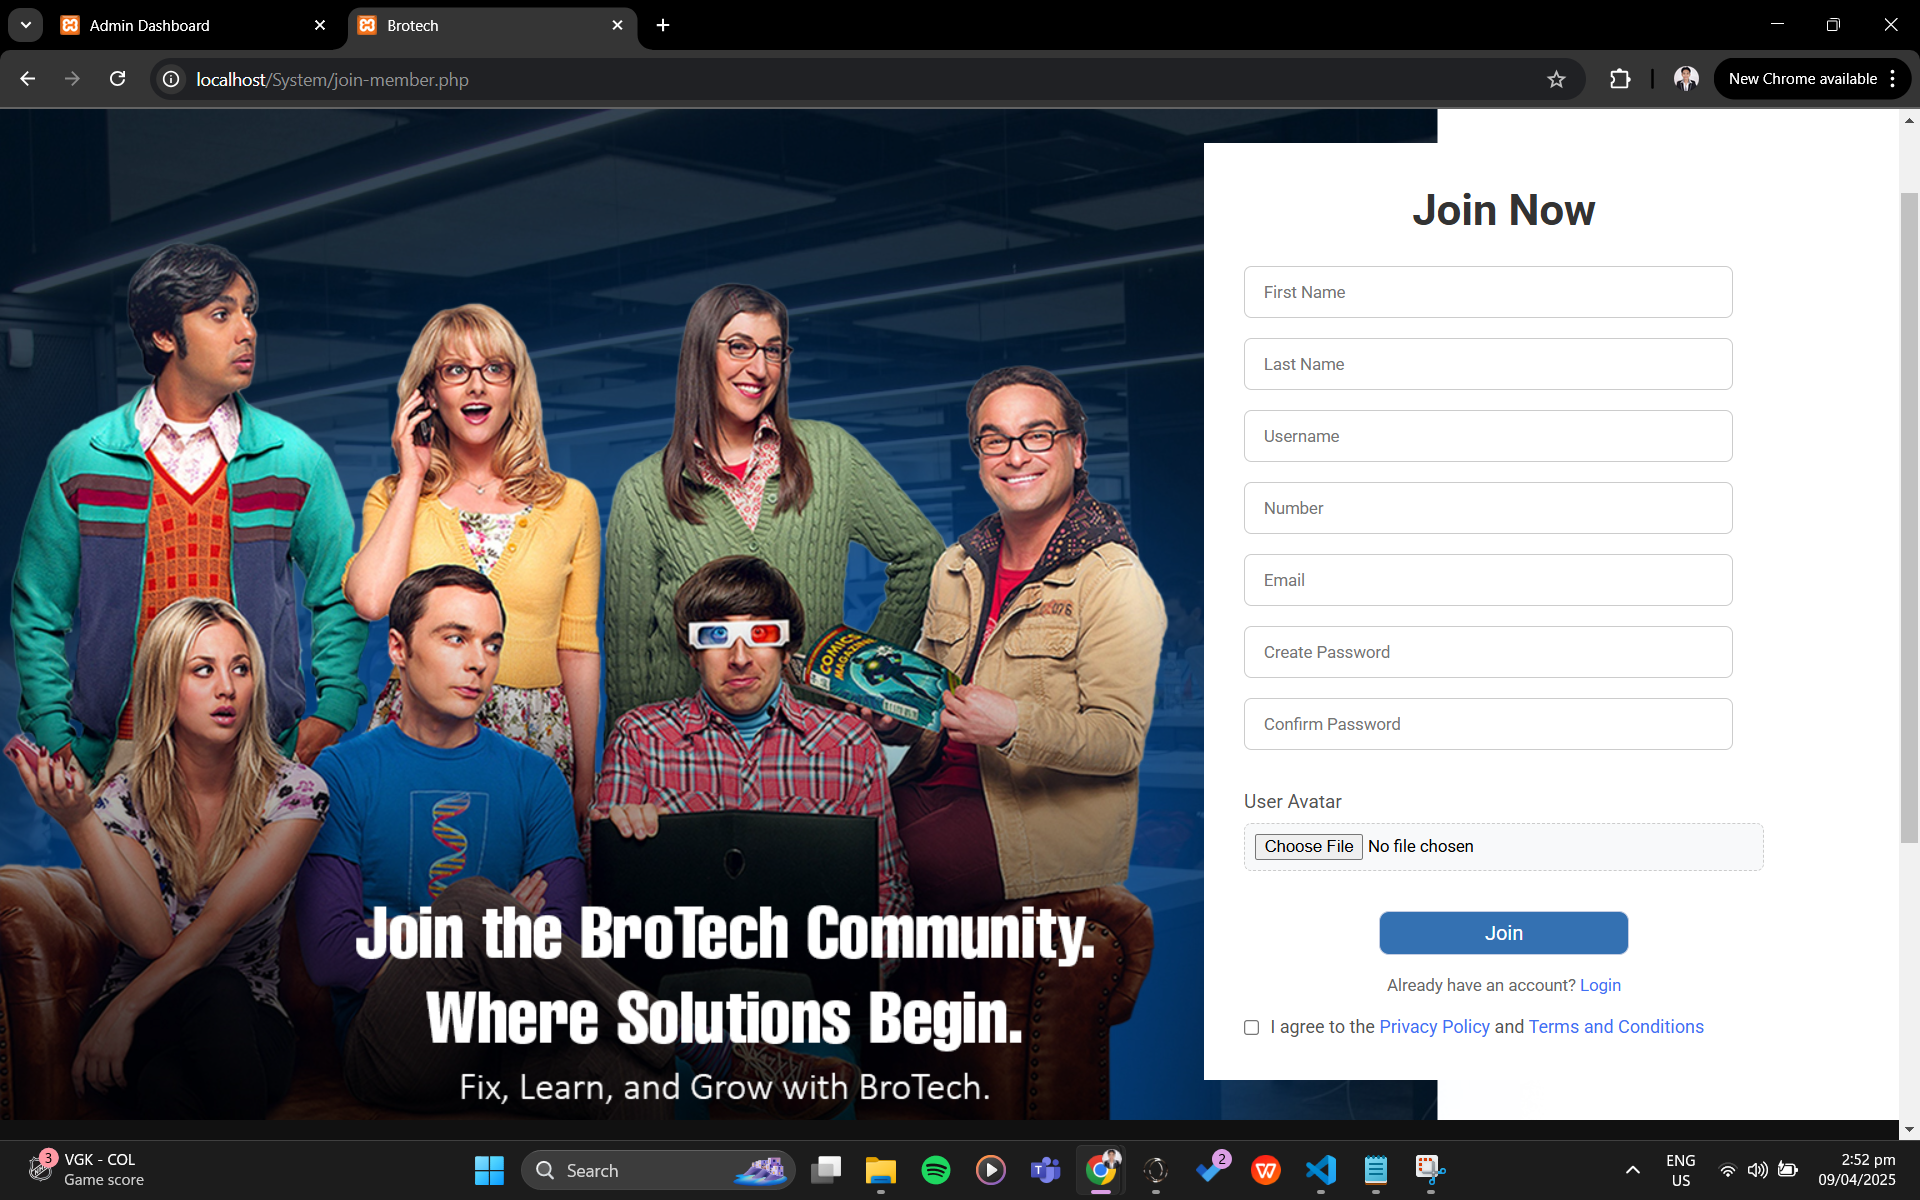 Admin Dashboard
Brotech
localhost/System/join-member.php
New Chrome available
Join Now
First Name
Last Name
Username
Number
Email
Create Password
Confirm Password
User Avatar
Choose File No file chosen
Join
Already have an account? Login
I agree to the Privacy Policy and Terms and Conditions
COMICS
MAGAZINE
076
Join the BroTech Community.
Where Solutions Begin.
Fix, Learn, and Grow with BroTech.
3
VGK - COL
Game score
Search
2
ENG
US
2:52 pm
09/04/2025